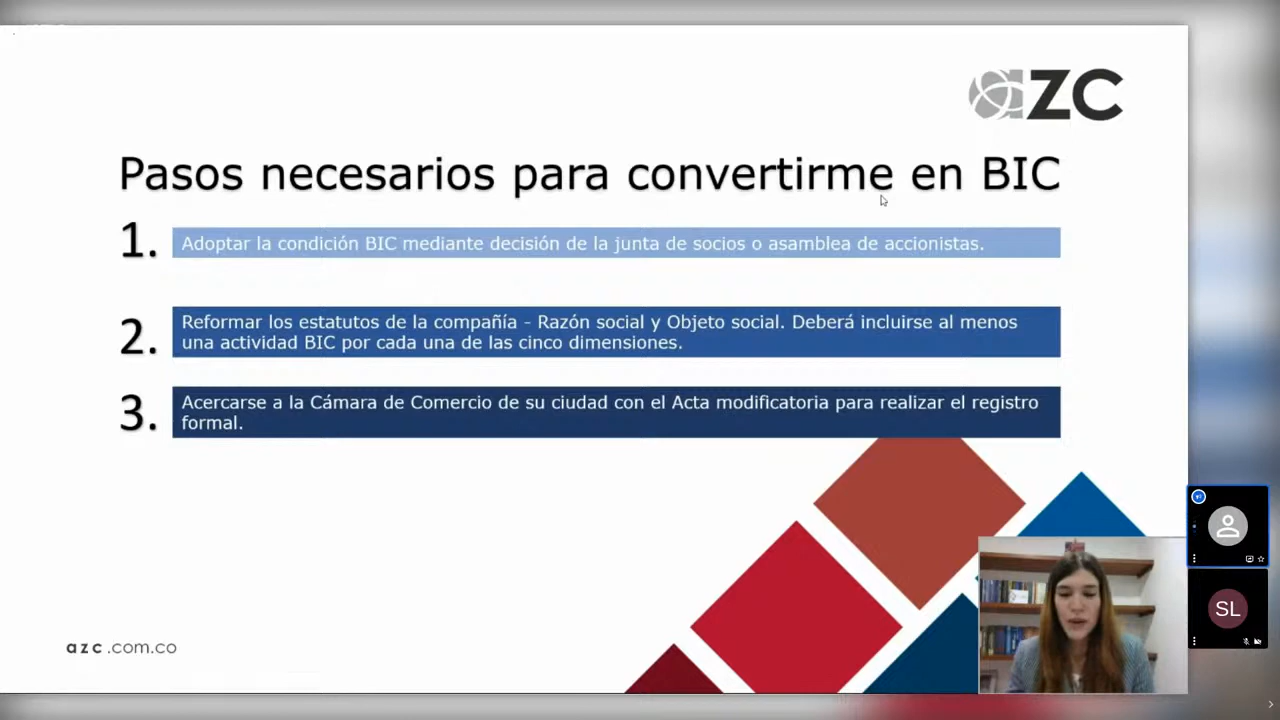 azc
Pasos necesarios para convertirme en BIC
1.
Adoptar la condición BIC mediante decisión de la junta de socios o asamblea de accionistas.
2.
Reformar los estatutos de la compañía - Razón social y Objeto social. Deberá incluirse al menos
una actividad BIC por cada una de las cinco dimensiones.
3.
Acercarse a la Cámara de Comercio de su ciudad con el Acta modificatoria para realizar el registro
formal.
azc.com.co
SL